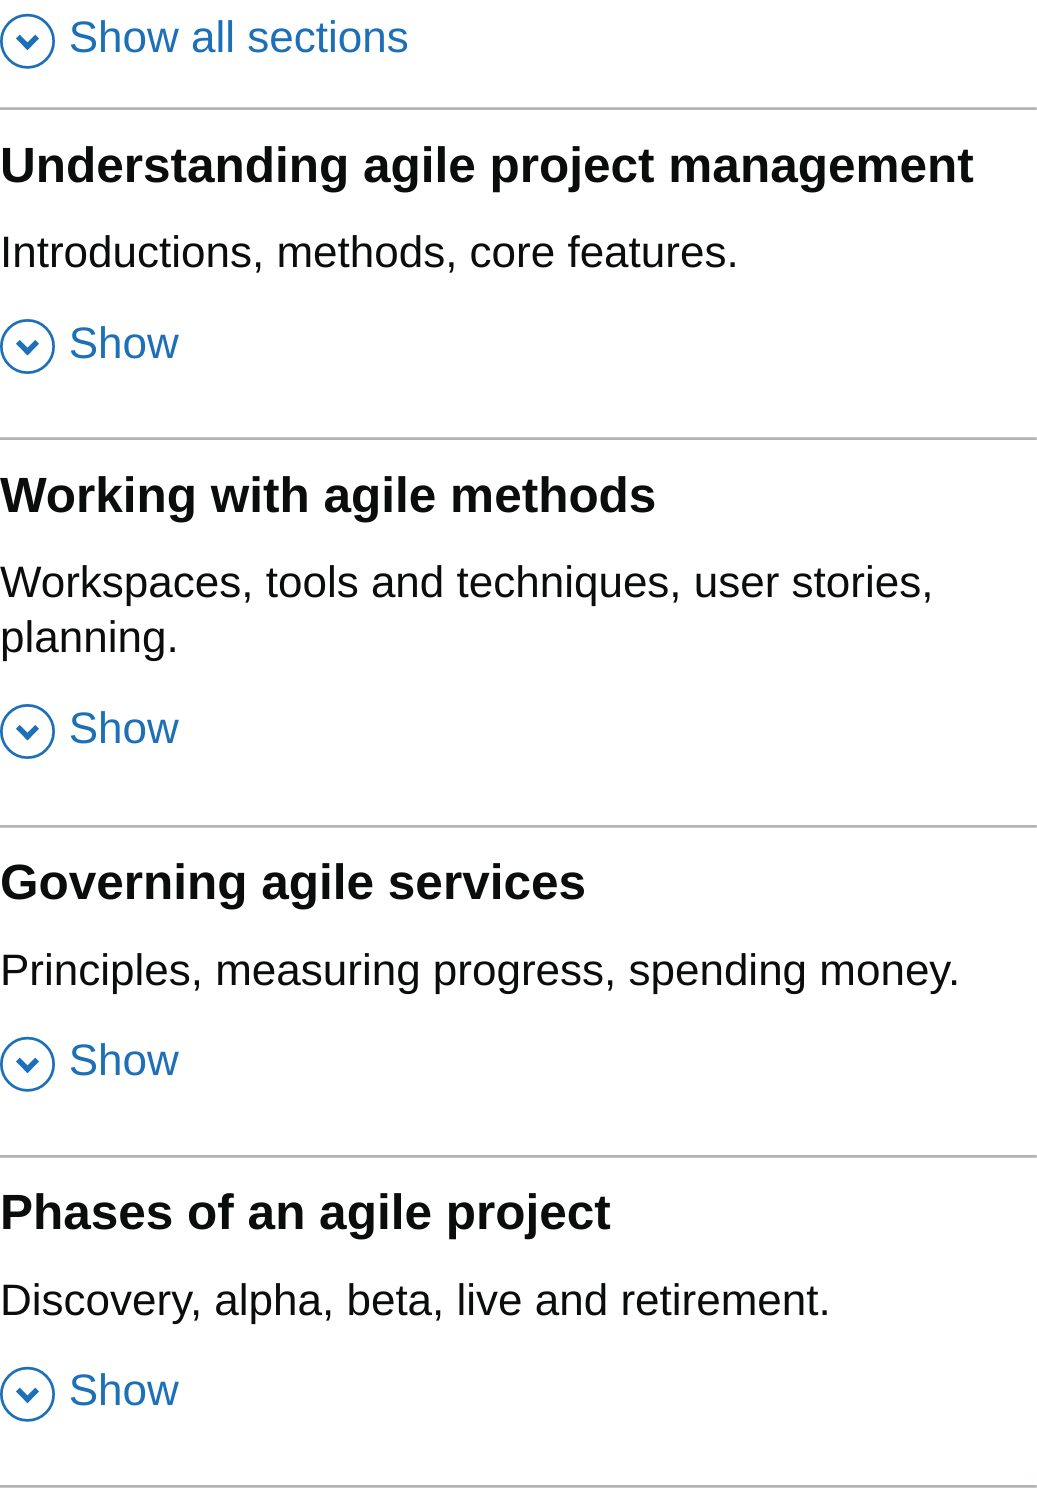 Show all sections
Understanding agile project management
Introductions, methods, core features.
Show
Working with agile methods
Workspaces, tools and techniques, user stories,
planning.
Show
Governing agile services
Principles, measuring progress, spending money.
Show
Phases of an agile project
Discovery, alpha, beta, live and retirement.
Show